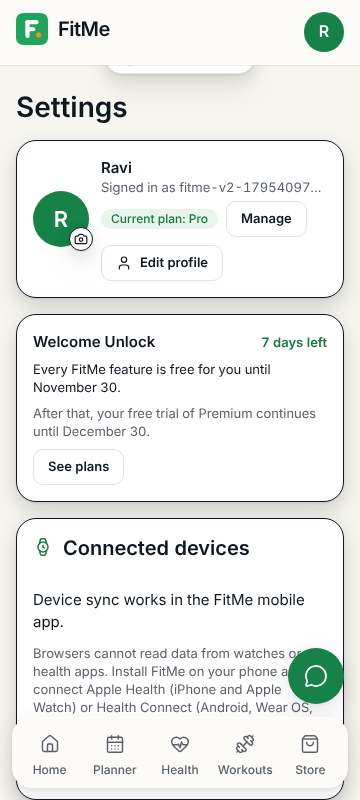 FitMe
R
Settings
Ravi
Signed in as fitme-v2-17954097...
R
Current plan: Pro
Manage
Edit profile
Welcome Unlock
7 days left
Every FitMe feature is free for you until
November 30.
After that, your free trial of Premium continues
until December 30.
See plans
Connected devices
Device sync works in the FitMe mobile
app.
Browsers cannot read data from watches or
health apps. Install FitMe on your phone
connect Apple Health (iPhone and Apple
Watch) or Health Connect (Android, Wear OS,
Home
Planner
Health
Workouts
Store